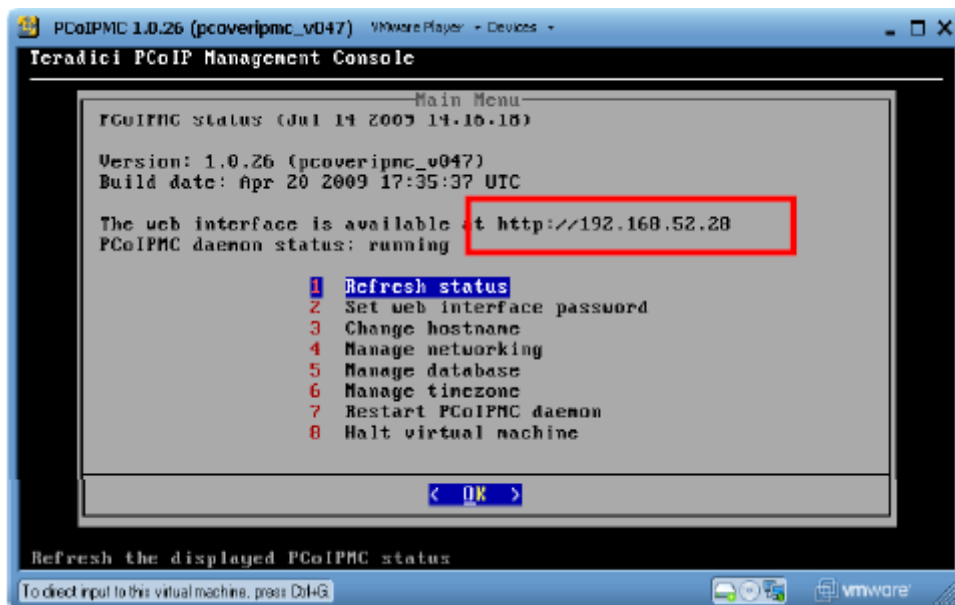 PCoIPMC 1.0.26 (pcoveripmc_v047) VMware Player Devices
Teradici PCoIP Management Console
Main Menu
PCoIPMC status (Jul 14 2009 14:16:18)
Version: 1.0.26 (pcoveripmc_v047)
Build date: Apr 20 2009 17:35:37 UTC
The web interface is available at http://192.168.52.28
PCoIPMC daemon status: running
1 Refresh status
2 Set web interface password
3 Change hostname
4 Manage networking
5 Manage database
6 Manage timezone
7 Restart PCoIPMC daemon
8 Halt virtual machine
< OK >
Refresh the displayed PCoIPMC status
To direct input to this virtual machine, press Ctrl+G.
vmware